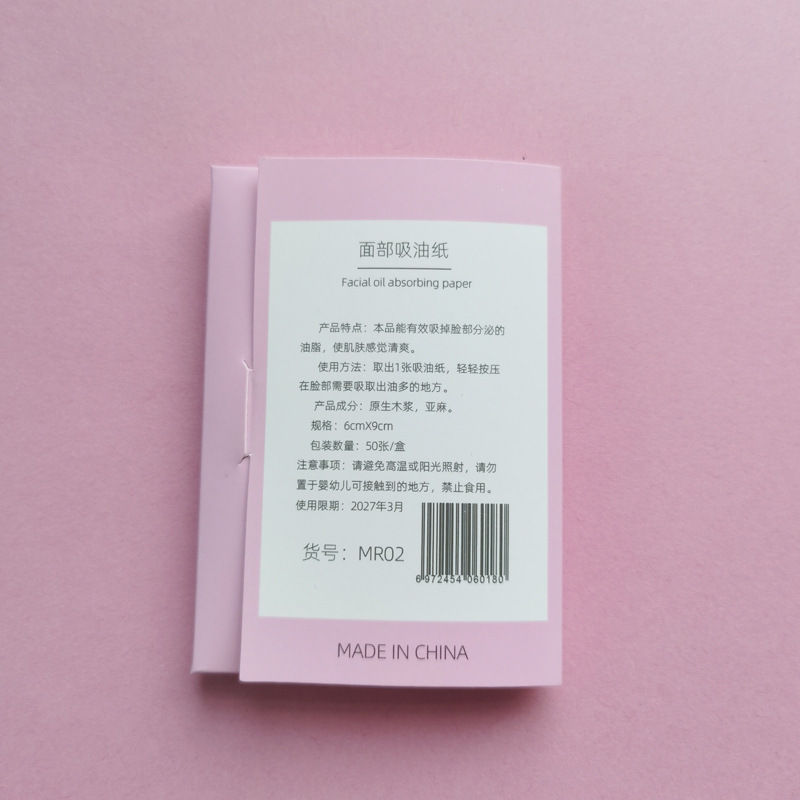 面部吸油纸
Facial oil absorbing paper
产品特点：本品能有效吸掉脸部分泌的
油脂，使肌肤感觉清爽。
使用方法：取出1张吸油纸，轻轻按压
在脸部需要吸取出油多的地方。
产品成分：原生木浆，亚麻。
规格：6cmX9cm
包装数量：50张/盒
注意事项：请避免高温或阳光照射，请勿
置于婴幼儿可接触到的地方，禁止食用。
使用限期：2027年3月
货号：MR02
6 972454 060180
MADE IN CHINA